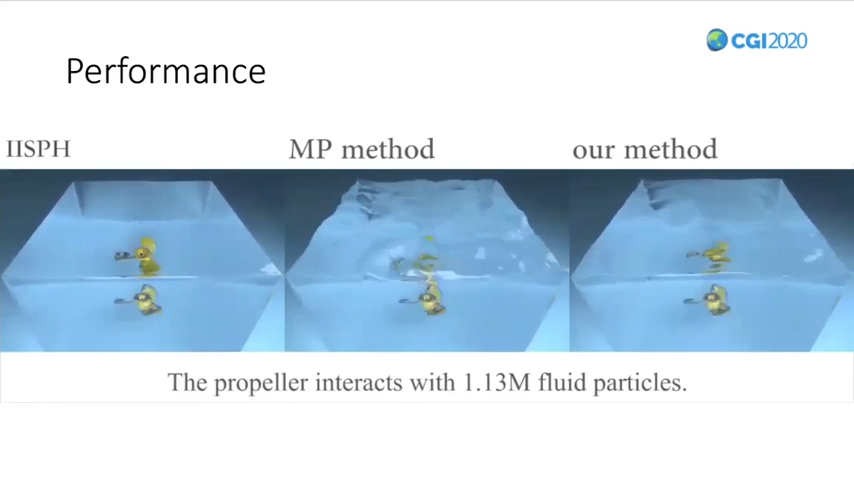 CGI2020
Performance
IISPH
MP method
our method
The propeller interacts with 1.13M fluid particles.